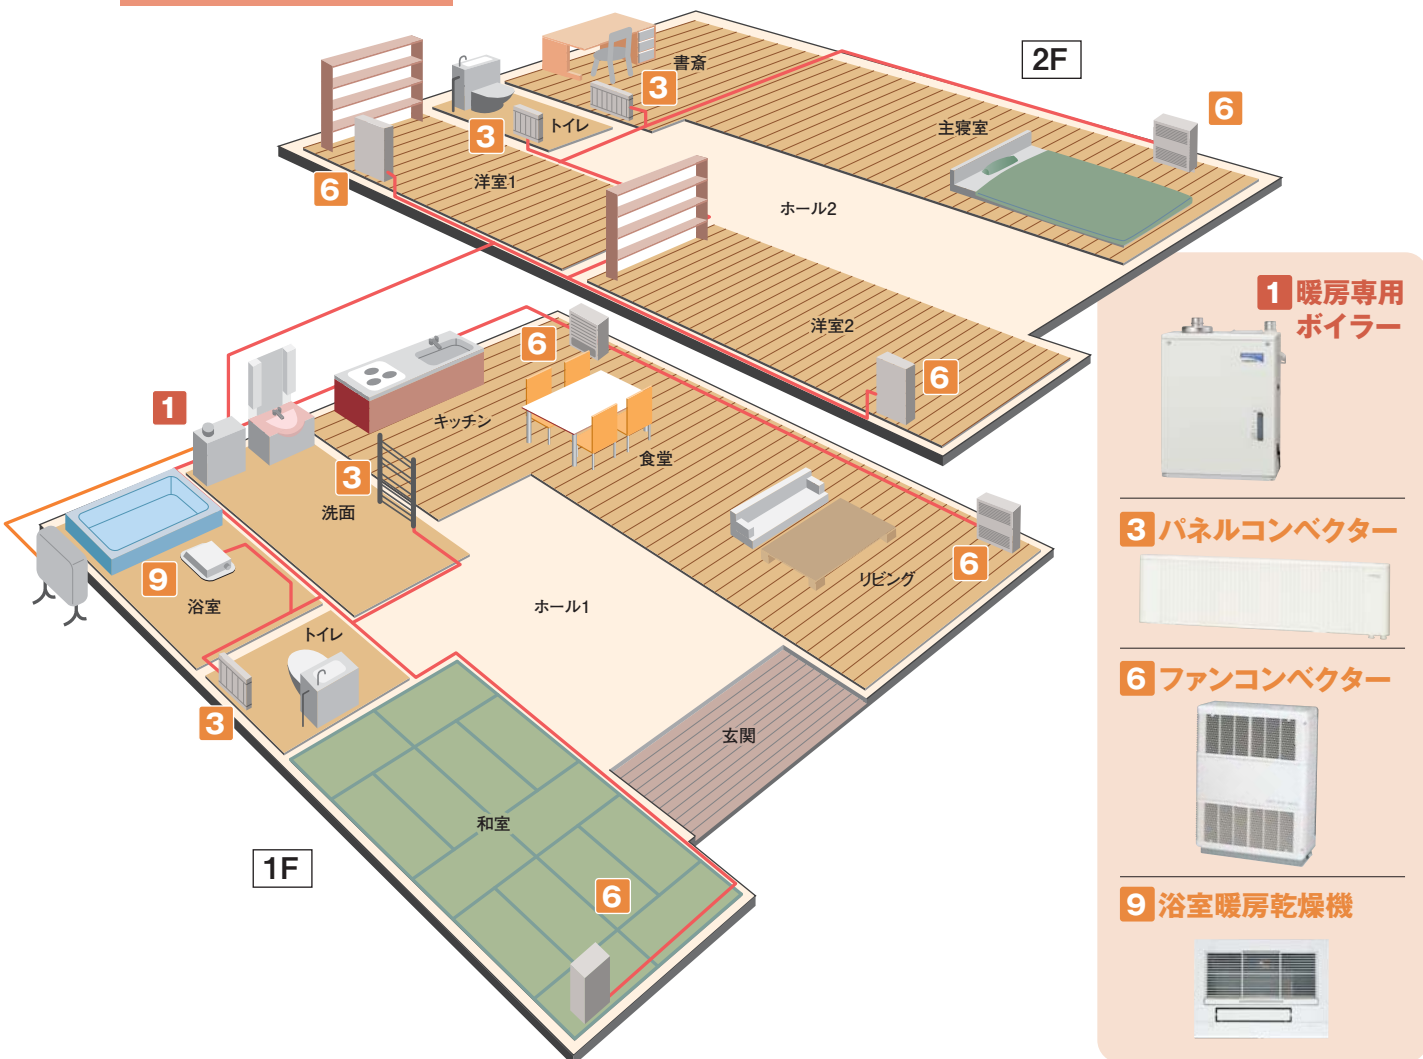 2F
書斎
3
6
トイレ
3
主寝室
6
洋室1
ホール2
洋室2
6
1
6
キッチン
食堂
3
洗面
6
リビング
9
浴室
ホール1
トイレ
3
玄関
和室
1F
6
1 暖房専用
ボイラー
3 パネルコンベクター
6 ファンコンベクター
9 浴室暖房乾燥機